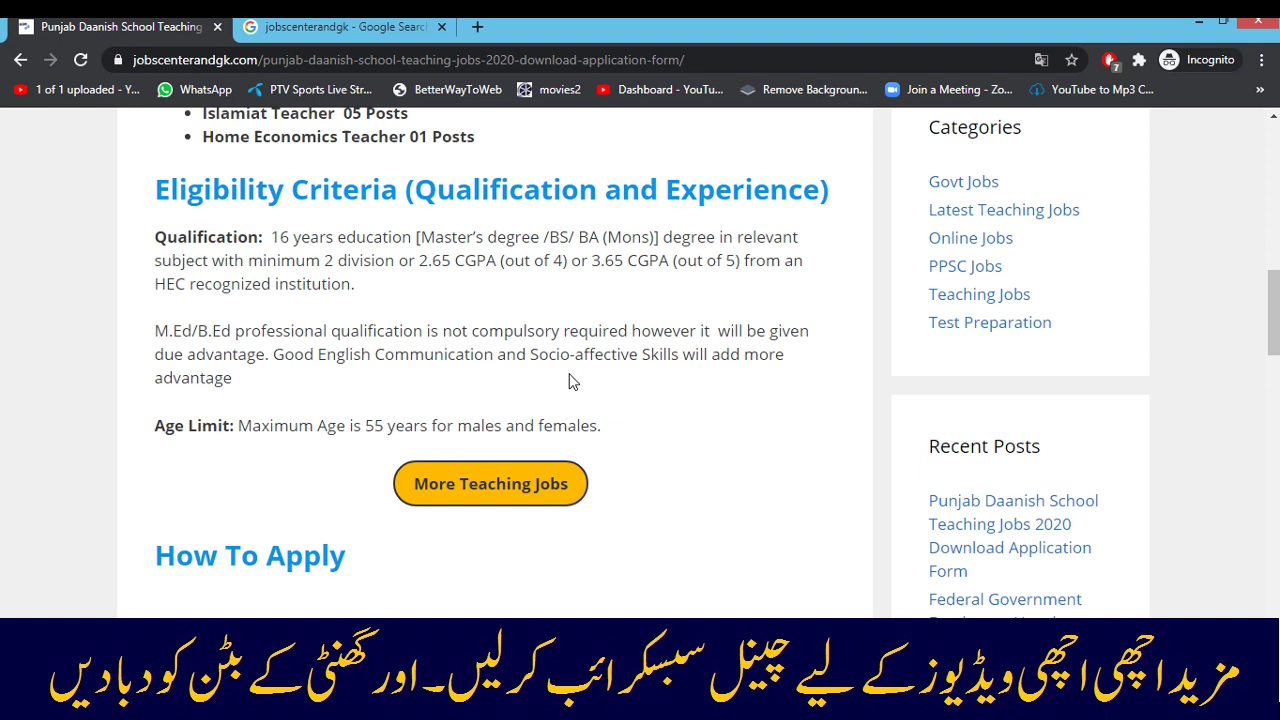 Punjab Daanish School Teaching
jobscenterandgk - Google Searc
jobscenterandgk.com/punjab-daanish-school-teaching-jobs-2020-download-application-form/
7
Incognito
1 of 1 uploaded - Y...
WhatsApp
PTV Sports Live Str...
BetterWayToWeb
movies2
Dashboard - YouTu...
Remove Backgroun...
Join a Meeting - Zo...
YouTube to Mp3 C...
»
Islamiat Teacher 05 Posts
Home Economics Teacher 01 Posts
Eligibility Criteria (Qualification and Experience)
Qualification: 16 years education [Master’s degree /BS/ BA (Mons)] degree in relevant
subject with minimum 2 division or 2.65 CGPA (out of 4) or 3.65 CGPA (out of 5) from an
HEC recognized institution.
M.Ed/B.Ed professional qualification is not compulsory required however it will be given
due advantage. Good English Communication and Socio-affective Skills will add more
advantage
Age Limit: Maximum Age is 55 years for males and females.
More Teaching Jobs
How To Apply
Categories
Govt Jobs
Latest Teaching Jobs
Online Jobs
PPSC Jobs
Teaching Jobs
Test Preparation
Recent Posts
Punjab Daanish School
Teaching Jobs 2020
Download Application
Form
Federal Government
مزید اچھی اچھی ویڈیوز کے لیے چینل سبسکرائب کر لیں۔ اور گھنٹی کے بٹن کو دبا دیں